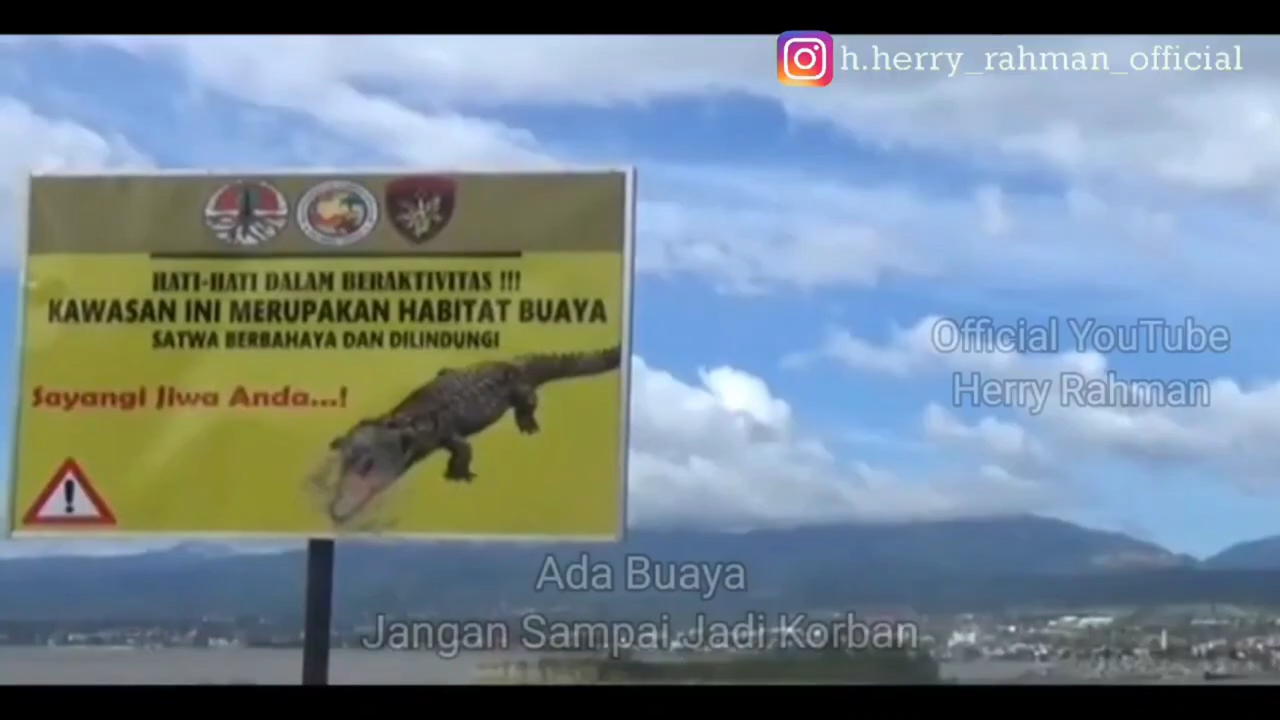 h.herry_rahman_official
HATI-HATI DALAM BERAKTIVITAS !!!
KAWASAN INI MERUPAKAN HABITAT BUAYA
SATWA BERBAHAYA DAN DILINDUNGI
Sayangi Jiwa Anda...!
!
Official YouTube
Herry Rahman
Ada Buaya
Jangan Sampai Jadi Korban